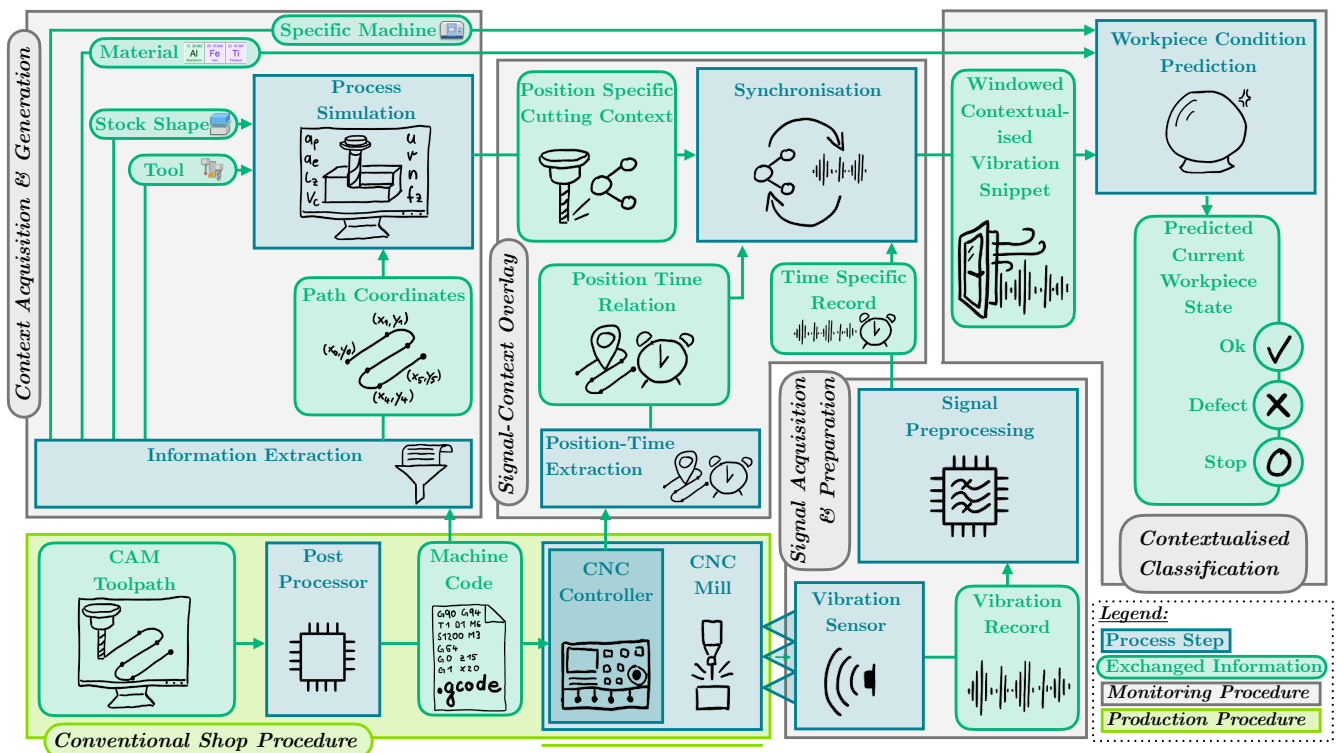 Context Acquisition & Generation
Specific Machine
Material
Al
Fe
Ti
Stock Shape
Tool
Process
Simulation
aₚ
aₑ
l_z
v_c
u
v
n
f_z
Path Coordinates
(x₁,y₁)
(x₀,y₀)
(x₅,y₅)
(x₄,y₄)
Information Extraction
Signal-Context Overlay
Position Specific
Cutting Context
Synchronisation
Position Time
Relation
Time Specific
Record
Position-Time
Extraction
Windowed
Contextual-
ised
Vibration
Snippet
Workpiece Condition
Prediction
Predicted
Current
Workpiece
State
Ok
Defect
Stop
Contextualised
Classification
Signal Acquisition
& Preparation
Signal
Preprocessing
Vibration
Sensor
Vibration
Record
CAM
Toolpath
Post
Processor
Machine
Code
G90 G94
T1 D1 M6
S1200 M3
G54
G0 Z15
G1 X20
.gcode
CNC
Controller
CNC
Mill
Conventional Shop Procedure
Legend:
Process Step
Exchanged Information
Monitoring Procedure
Production Procedure